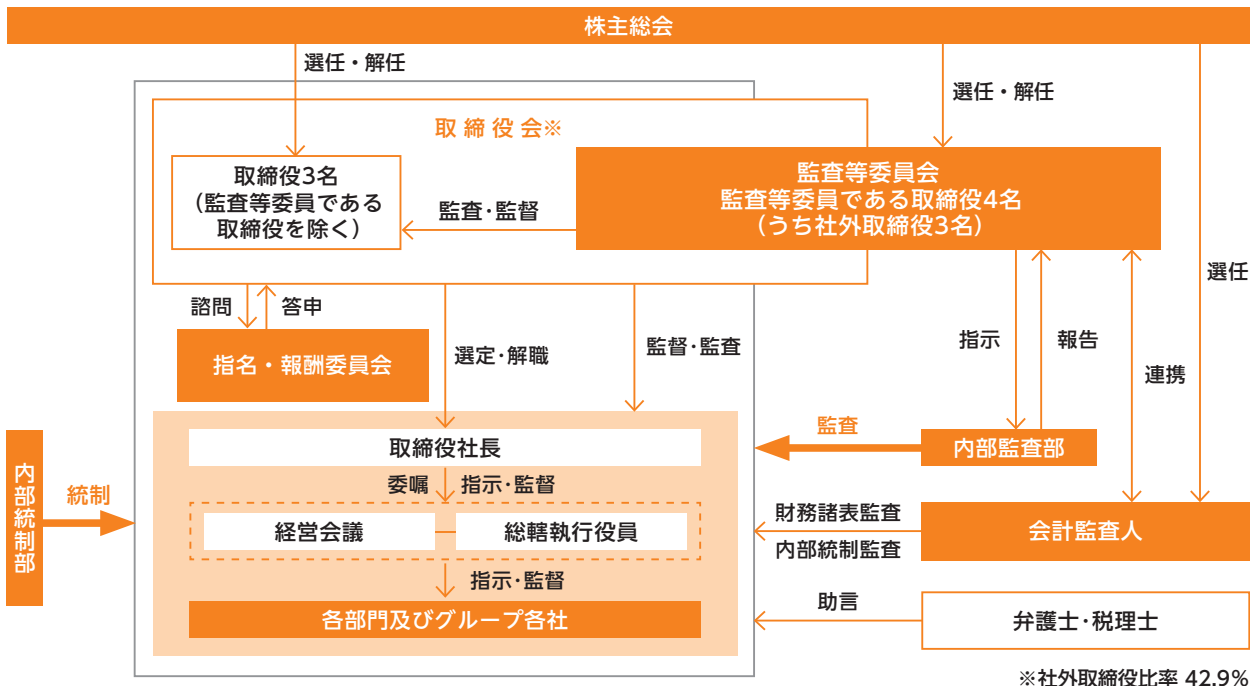 株主総会
選任・解任
選任・解任
取締役会※
取締役3名
（監査等委員である
取締役を除く）
監査・監督
監査等委員会
監査等委員である取締役4名
（うち社外取締役3名）
選任
諮問
答申
指名・報酬委員会
選定・解職
監督・監査
指示
報告
連携
内部統制部
統制
取締役社長
監査
内部監査部
委嘱
指示・監督
経営会議
総轄執行役員
財務諸表監査
内部統制監査
会計監査人
指示・監督
各部門及びグループ各社
助言
弁護士・税理士
※社外取締役比率 42.9%